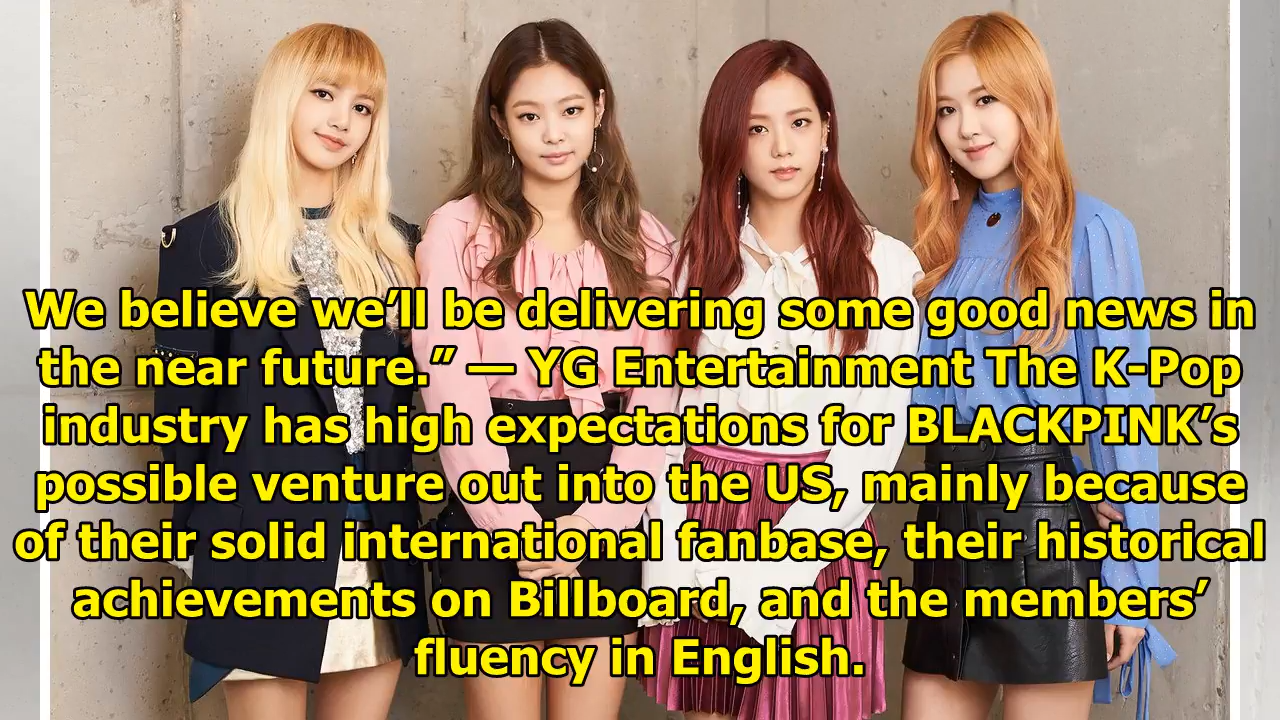 We believe we’ll be delivering some good news in
the near future.” — YG Entertainment The K-Pop
industry has high expectations for BLACKPINK’s
possible venture out into the US, mainly because
of their solid international fanbase, their historical
achievements on Billboard, and the members’
fluency in English.